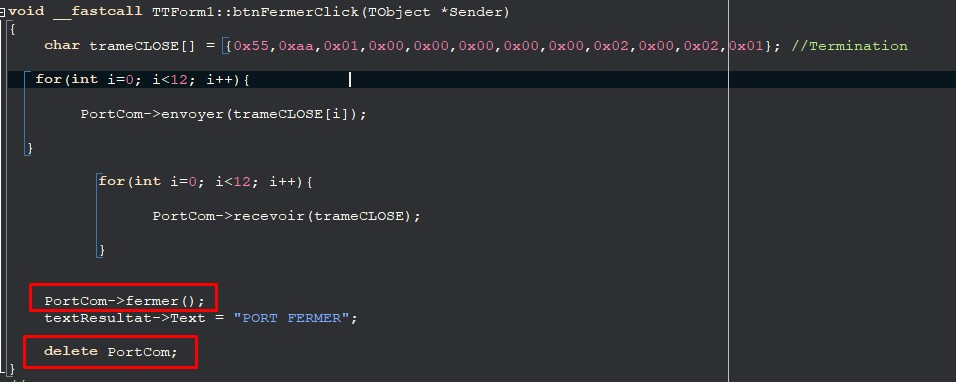 void __fastcall TTForm1::btnFermerClick(TObject *Sender)
{
char trameCLOSE[] = {0x55,0xaa,0x01,0x00,0x00,0x00,0x00,0x00,0x02,0x00,0x02,0x01}; //Termination
for(int i=0; i<12; i++){
PortCom->envoyer(trameCLOSE[i]);
}
for(int i=0; i<12; i++){
PortCom->recevoir(trameCLOSE);
}
PortCom->fermer();
textResultat->Text = "PORT FERMER";
delete PortCom;
}